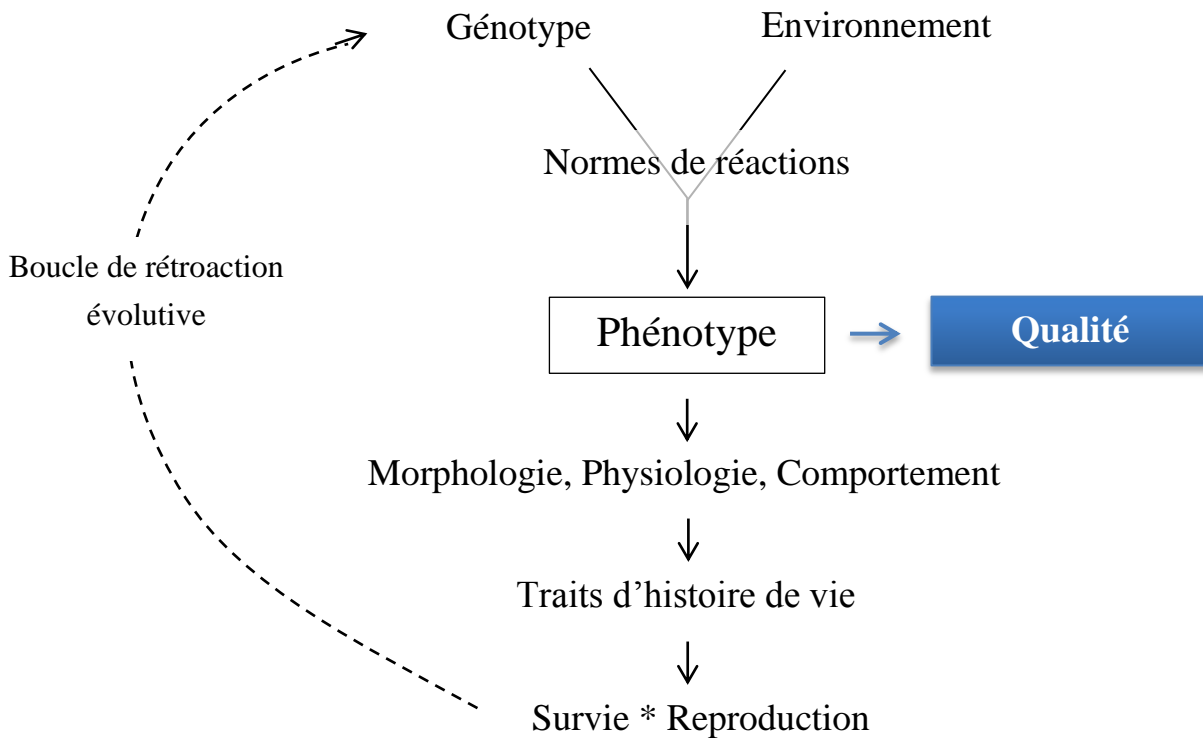 Génotype
Environnement
Normes de réactions
Boucle de rétroaction
évolutive
Phénotype
Qualité
Morphologie, Physiologie, Comportement
Traits d’histoire de vie
Survie * Reproduction